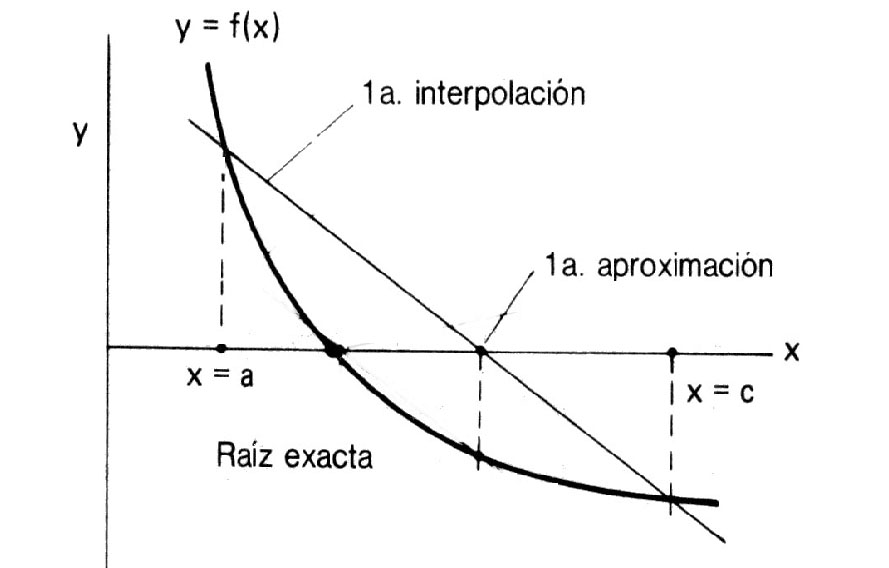 y = f(x)
1a. interpolación
y
1a. aproximación
x
x = a
x = c
Raíz exacta